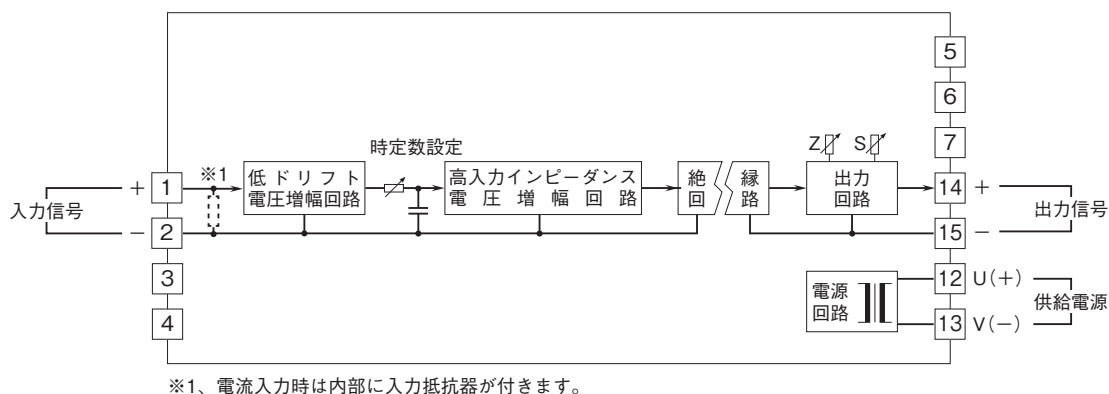 5
6
7
Z S
時定数設定
※1
+ 1
低ドリフト
電圧増幅回路
高入力インピーダンス
電圧増幅回路
絶 縁
回 路
出力
回路
14 +
入力信号
出力信号
− 2
15 −
3
4
電源
回路
12 U(+)
供給電源
13 V(−)
※1、電流入力時は内部に入力抵抗器が付きます。